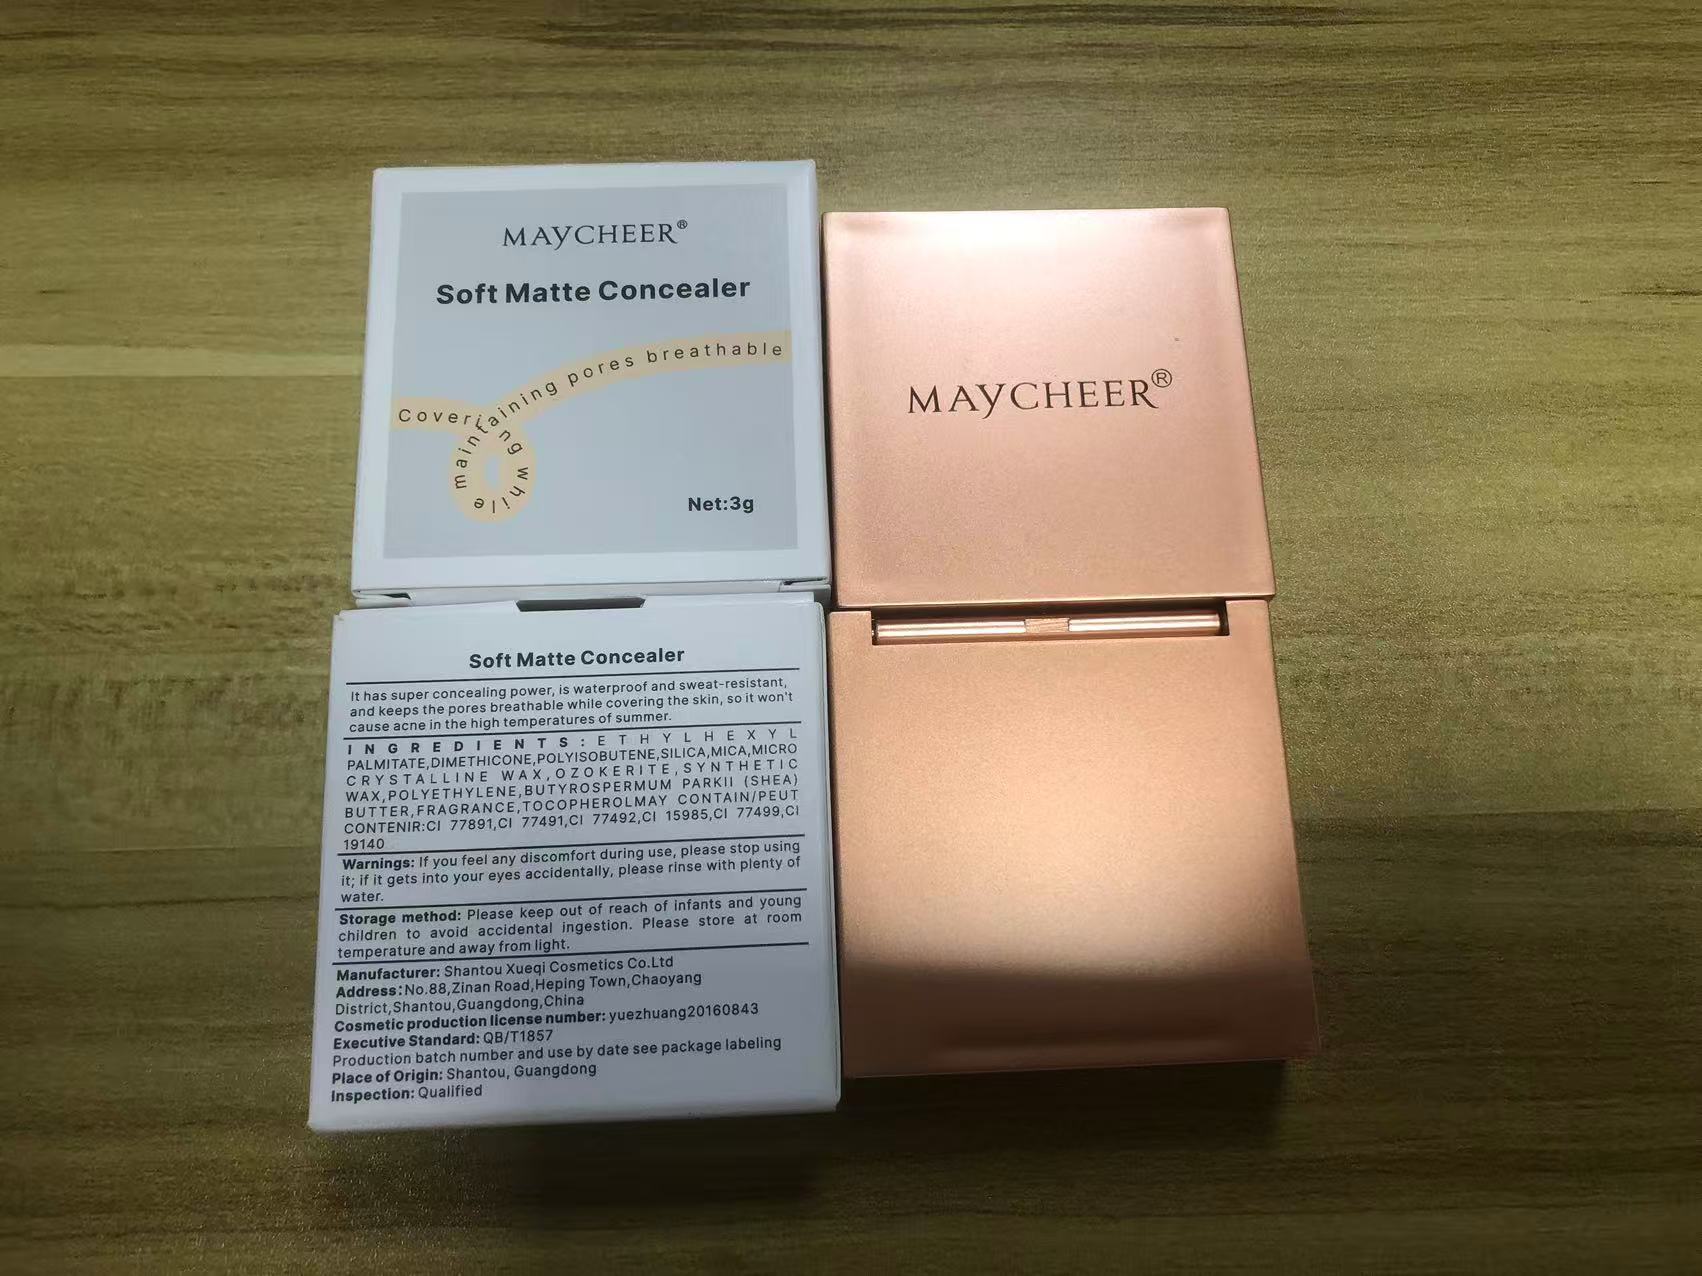 MAYCHEER®
Soft Matte Concealer
Covering while maintaining pores breathable
Net:3g
MAYCHEER®
Soft Matte Concealer
It has super concealing power, is waterproof and sweat-resistant,
and keeps the pores breathable while covering the skin, so it won't
cause acne in the high temperatures of summer.
INGREDIENTS:ETHYLHEXYL
PALMITATE,DIMETHICONE,POLYISOBUTENE,SILICA,MICA,MICRO
CRYSTALLINE WAX,OZOKERITE,SYNTHETIC
WAX,POLYETHYLENE,BUTYROSPERMUM PARKII (SHEA)
BUTTER,FRAGRANCE,TOCOPHEROLMAY CONTAIN/PEUT
CONTENIR:CI 77891,CI 77491,CI 77492,CI 15985,CI 77499,CI
19140
Warnings: If you feel any discomfort during use, please stop using
it; if it gets into your eyes accidentally, please rinse with plenty of
water.
Storage method: Please keep out of reach of infants and young
children to avoid accidental ingestion. Please store at room
temperature and away from light.
Manufacturer: Shantou Xueqi Cosmetics Co.Ltd
Address:No.88,Zinan Road,Heping Town,Chaoyang
District,Shantou,Guangdong,China
Cosmetic production license number: yuezhuang20160843
Executive Standard: QB/T1857
Production batch number and use by date see package labeling
Place of Origin: Shantou, Guangdong
Inspection: Qualified